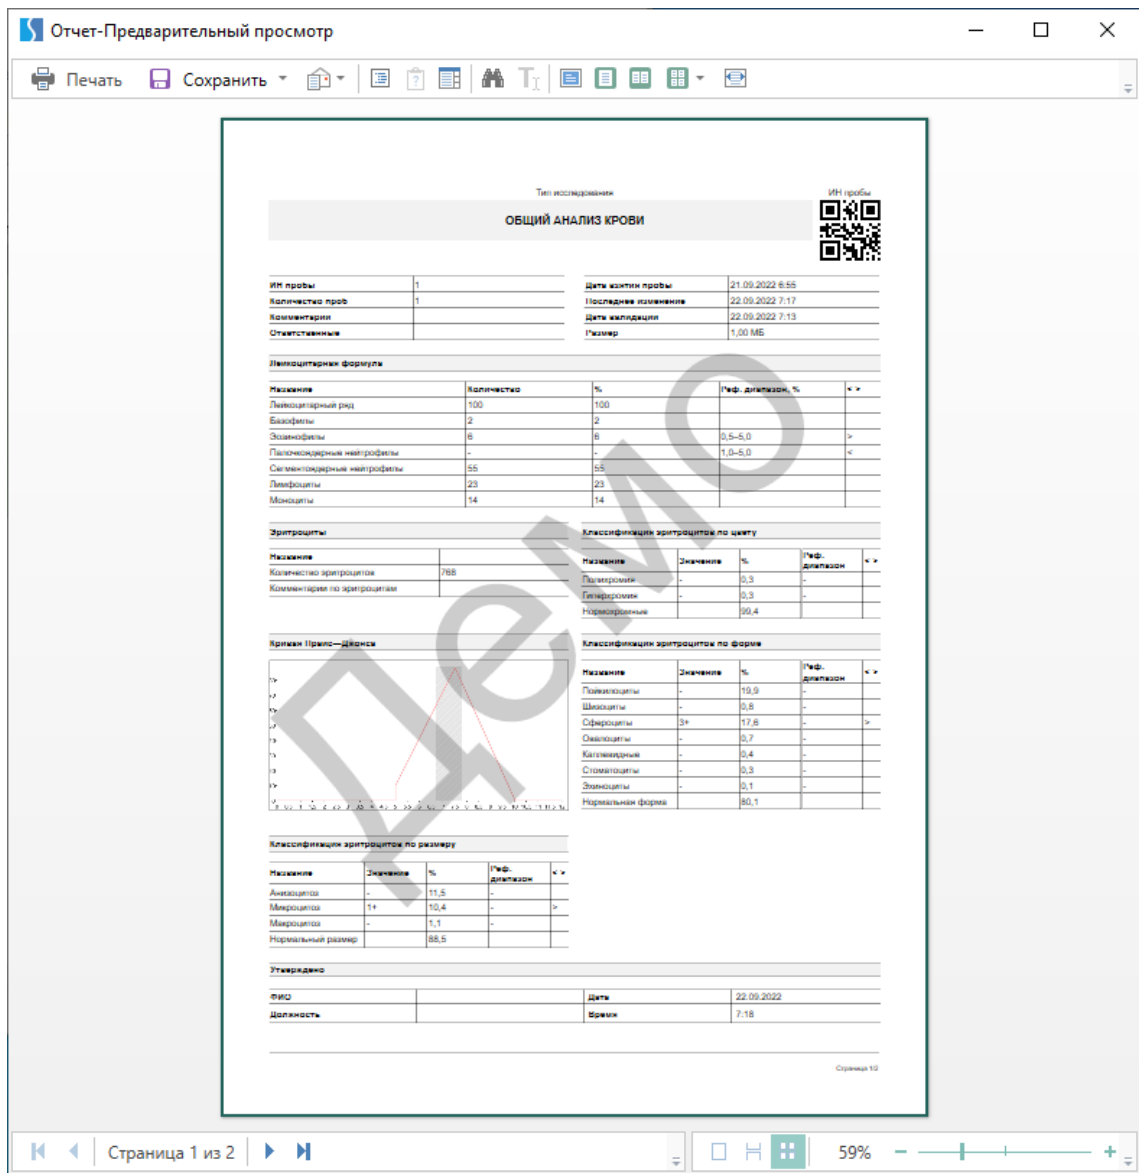 Отчет-Предварительный просмотр
Печать Сохранить
Тип исследования ИН пробы
ОБЩИЙ АНАЛИЗ КРОВИ
ИН пробы 1 Дата взятия пробы 21.09.2022 6:55
Количество проб 1 Последнее изменение 22.09.2022 7:17
Комментарии Дата валидации 22.09.2022 7:13
Ответственные Размер 1,00 МБ
Лейкоцитарная формула
Название Количество % Реф. диапазон, % < >
Лейкоцитарный ряд 100 100
Базофилы 2 2
Эозинофилы 6 6 0,5–5,0 >
Палочкоядерные нейтрофилы - - 1,0–5,0 <
Сегментоядерные нейтрофилы 55 55
Лимфоциты 23 23
Моноциты 14 14
Эритроциты Классификация эритроцитов по цвету
Название
Количество эритроцитов 768
Комментарии по эритроцитам
Название Значение % Реф. диапазон < >
Полихромия - 0,3 -
Гиперхромия - 0,3 -
Нормохромные 99,4
Кривая Прайс—Джонса Классификация эритроцитов по форме
Название Значение % Реф. диапазон < >
Пойкилоциты - 19,9 -
Шизоциты - 0,8 -
Сфероциты 3+ 17,6 - >
Овалоциты - 0,7 -
Каплевидные - 0,4 -
Стоматоциты - 0,3 -
Эхиноциты - 0,1 -
Нормальная форма 80,1
Классификация эритроцитов по размеру
Название Значение % Реф. диапазон < >
Анизоцитоз - 11,5 -
Микроцитоз 1+ 10,4 - >
Макроцитоз - 1,1 -
Нормальный размер 88,5
Утверждено
ФИО Дата 22.09.2022
Должность Время 7:18
Страница 1/2
Демо
Страница 1 из 2 59%